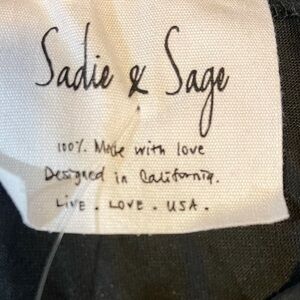 Sadie & Sage
100% Made with love
Designed in California.
LIVE . LOVE . USA .